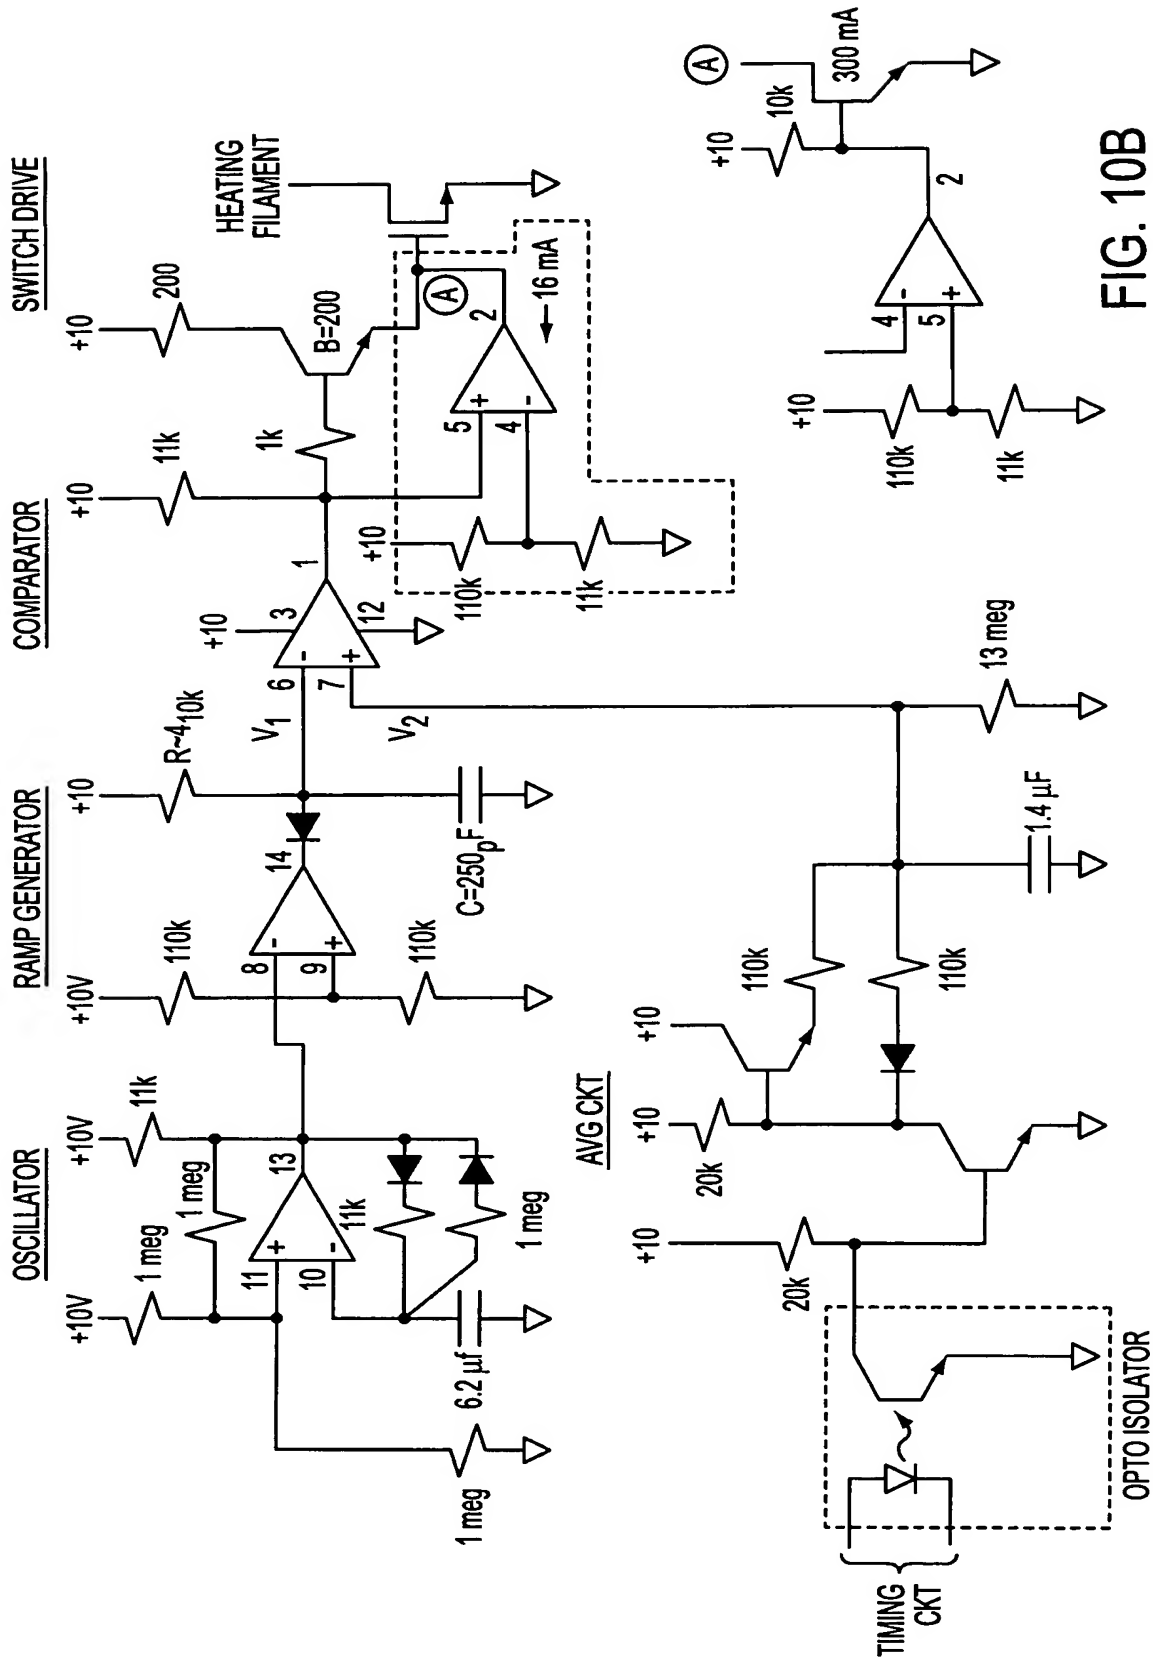 OSCILLATOR
+10V
1 meg
1 meg
+10V
11k
11
+
10
-
13
11k
1 meg
6.2 µf
1 meg
RAMP GENERATOR
+10V
110k
8
-
9
+
14
110k
+10
R~410k
C=250pF
V1
V2
COMPARATOR
+10
3
6
-
7
+
12
1
+10
11k
1k
SWITCH DRIVE
+10
200
B=200
HEATING
FILAMENT
A
+10
110k
11k
5
+
4
-
2
16 mA
TIMING
CKT
OPTO ISOLATOR
+10
20k
AVG CKT
+10
20k
+10
110k
110k
1.4 µF
13 meg
+10
110k
11k
4
-
5
+
2
+10
10k
A
300 mA
FIG. 10B